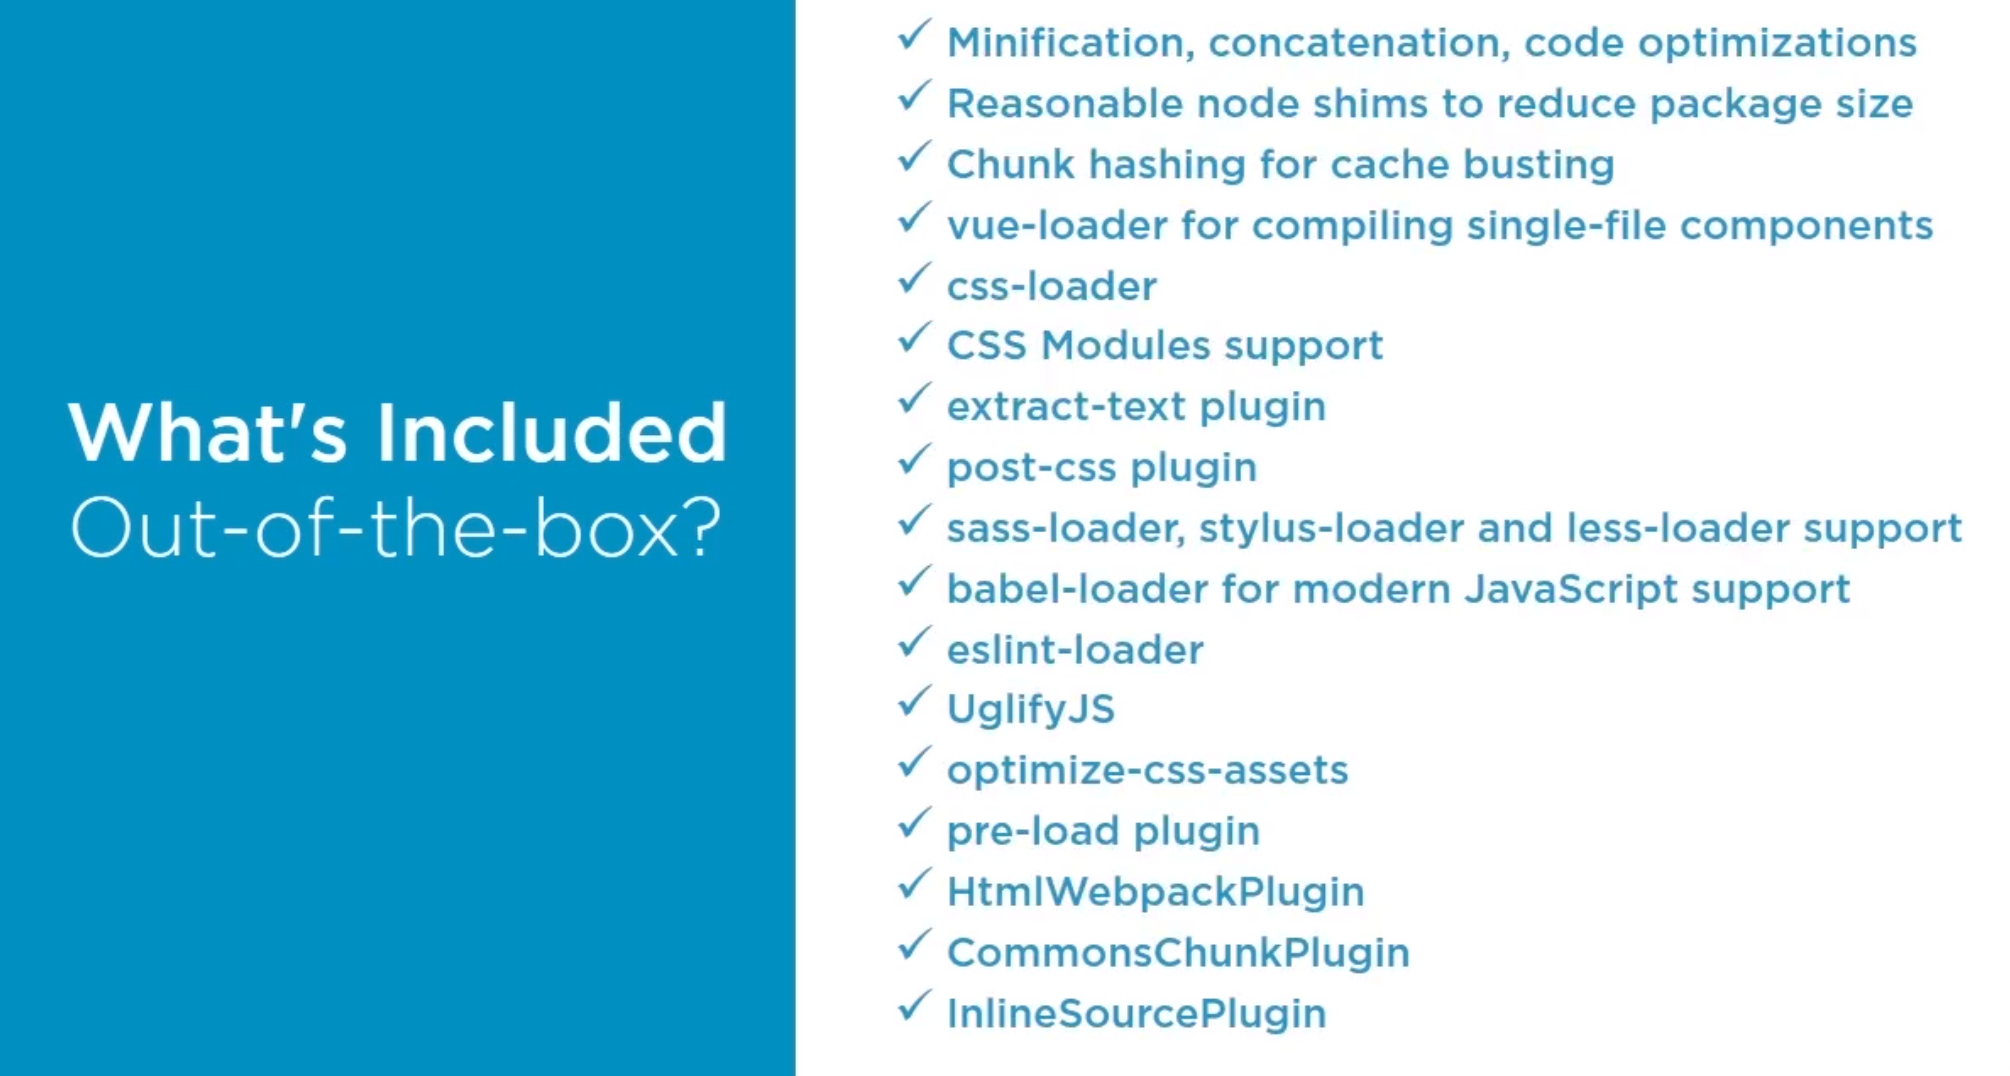 What's Included
Out-of-the-box?
✓ Minification, concatenation, code optimizations
✓ Reasonable node shims to reduce package size
✓ Chunk hashing for cache busting
✓ vue-loader for compiling single-file components
✓ css-loader
✓ CSS Modules support
✓ extract-text plugin
✓ post-css plugin
✓ sass-loader, stylus-loader and less-loader support
✓ babel-loader for modern JavaScript support
✓ eslint-loader
✓ UglifyJS
✓ optimize-css-assets
✓ pre-load plugin
✓ HtmlWebpackPlugin
✓ CommonsChunkPlugin
✓ InlineSourcePlugin